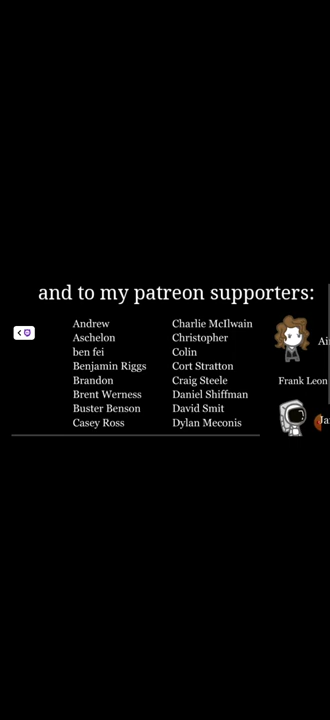 and to my patreon supporters:
Andrew
Aschelon
ben fei
Benjamin Riggs
Brandon
Brent Werness
Buster Benson
Casey Ross
Charlie McIlwain
Christopher
Colin
Cort Stratton
Craig Steele
Daniel Shiffman
David Smit
Dylan Meconis
Frank Leon